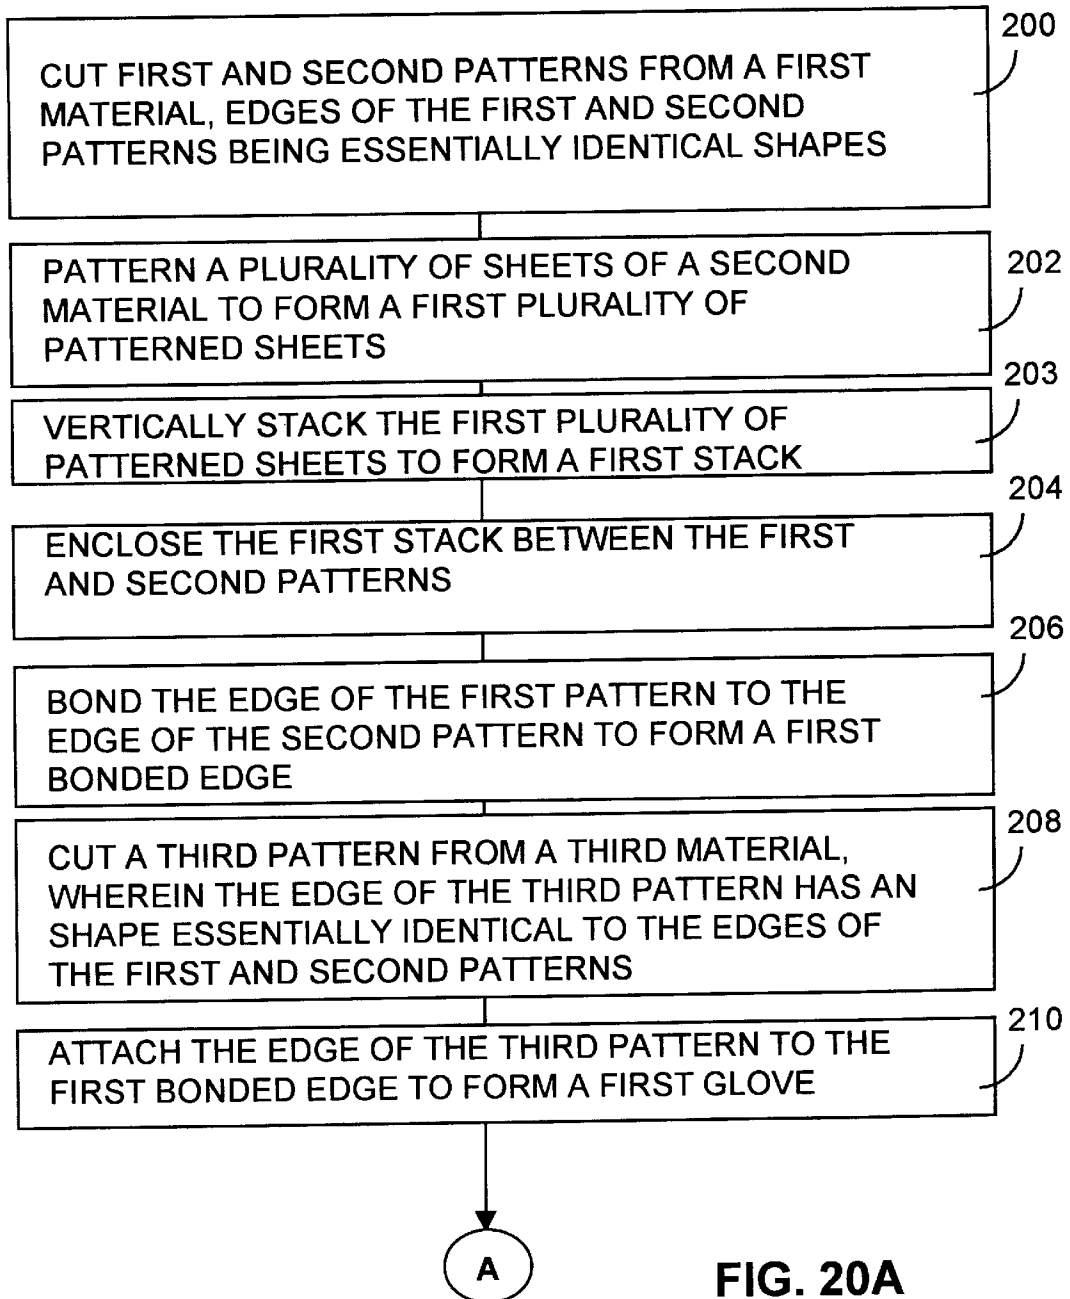 200
CUT FIRST AND SECOND PATTERNS FROM A FIRST
MATERIAL, EDGES OF THE FIRST AND SECOND
PATTERNS BEING ESSENTIALLY IDENTICAL SHAPES
202
PATTERN A PLURALITY OF SHEETS OF A SECOND
MATERIAL TO FORM A FIRST PLURALITY OF
PATTERNED SHEETS
203
VERTICALLY STACK THE FIRST PLURALITY OF
PATTERNED SHEETS TO FORM A FIRST STACK
204
ENCLOSE THE FIRST STACK BETWEEN THE FIRST
AND SECOND PATTERNS
206
BOND THE EDGE OF THE FIRST PATTERN TO THE
EDGE OF THE SECOND PATTERN TO FORM A FIRST
BONDED EDGE
208
CUT A THIRD PATTERN FROM A THIRD MATERIAL,
WHEREIN THE EDGE OF THE THIRD PATTERN HAS AN
SHAPE ESSENTIALLY IDENTICAL TO THE EDGES OF
THE FIRST AND SECOND PATTERNS
210
ATTACH THE EDGE OF THE THIRD PATTERN TO THE
FIRST BONDED EDGE TO FORM A FIRST GLOVE
A
FIG. 20A